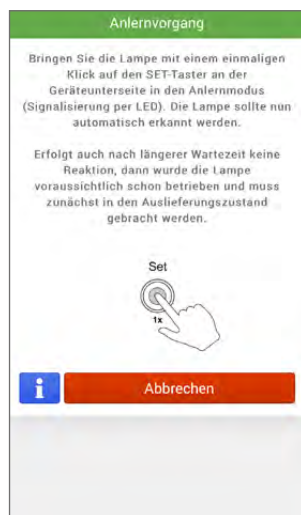 Anlernvorgang
Bringen Sie die Lampe mit einem einmaligen
Klick auf den SET-Taster an der
Geräteunterseite in den Anlernmodus
(Signalisierung per LED). Die Lampe sollte nun
automatisch erkannt werden.
Erfolgt auch nach längerer Wartezeit keine
Reaktion, dann wurde die Lampe
voraussichtlich schon betrieben und muss
zunächst in den Auslieferungszustand
gebracht werden.
Set
1x
i
Abbrechen